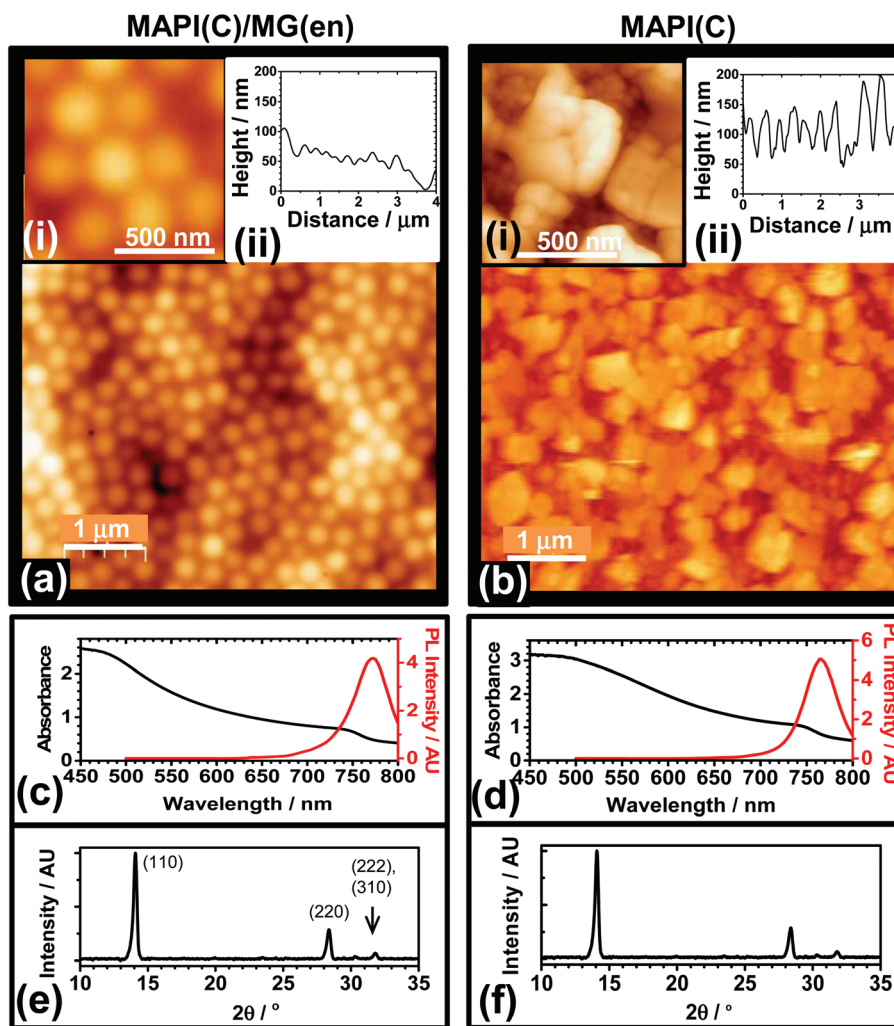 MAPI(C)/MG(en)
MAPI(C)
200
150
100
50
0
Height / nm
0 1 2 3 4
Distance / μm
(i)
500 nm
(ii)
1 μm
(a)
200
150
100
50
0
Height / nm
0 1 2 3
Distance / μm
(i)
500 nm
(ii)
1 μm
(b)
2
1
0
Absorbance
4
2
0
PL Intensity / AU
450 500 550 600 650 700 750 800
Wavelength / nm
(c)
3
2
1
0
Absorbance
6
5
4
3
2
1
0
PL Intensity / AU
450 500 550 600 650 700 750 800
Wavelength / nm
(d)
Intensity / AU
(110)
(220)
(222),
(310)
10 15 20 25 30 35
2θ / °
(e)
Intensity / AU
10 15 20 25 30 35
2θ / °
(f)